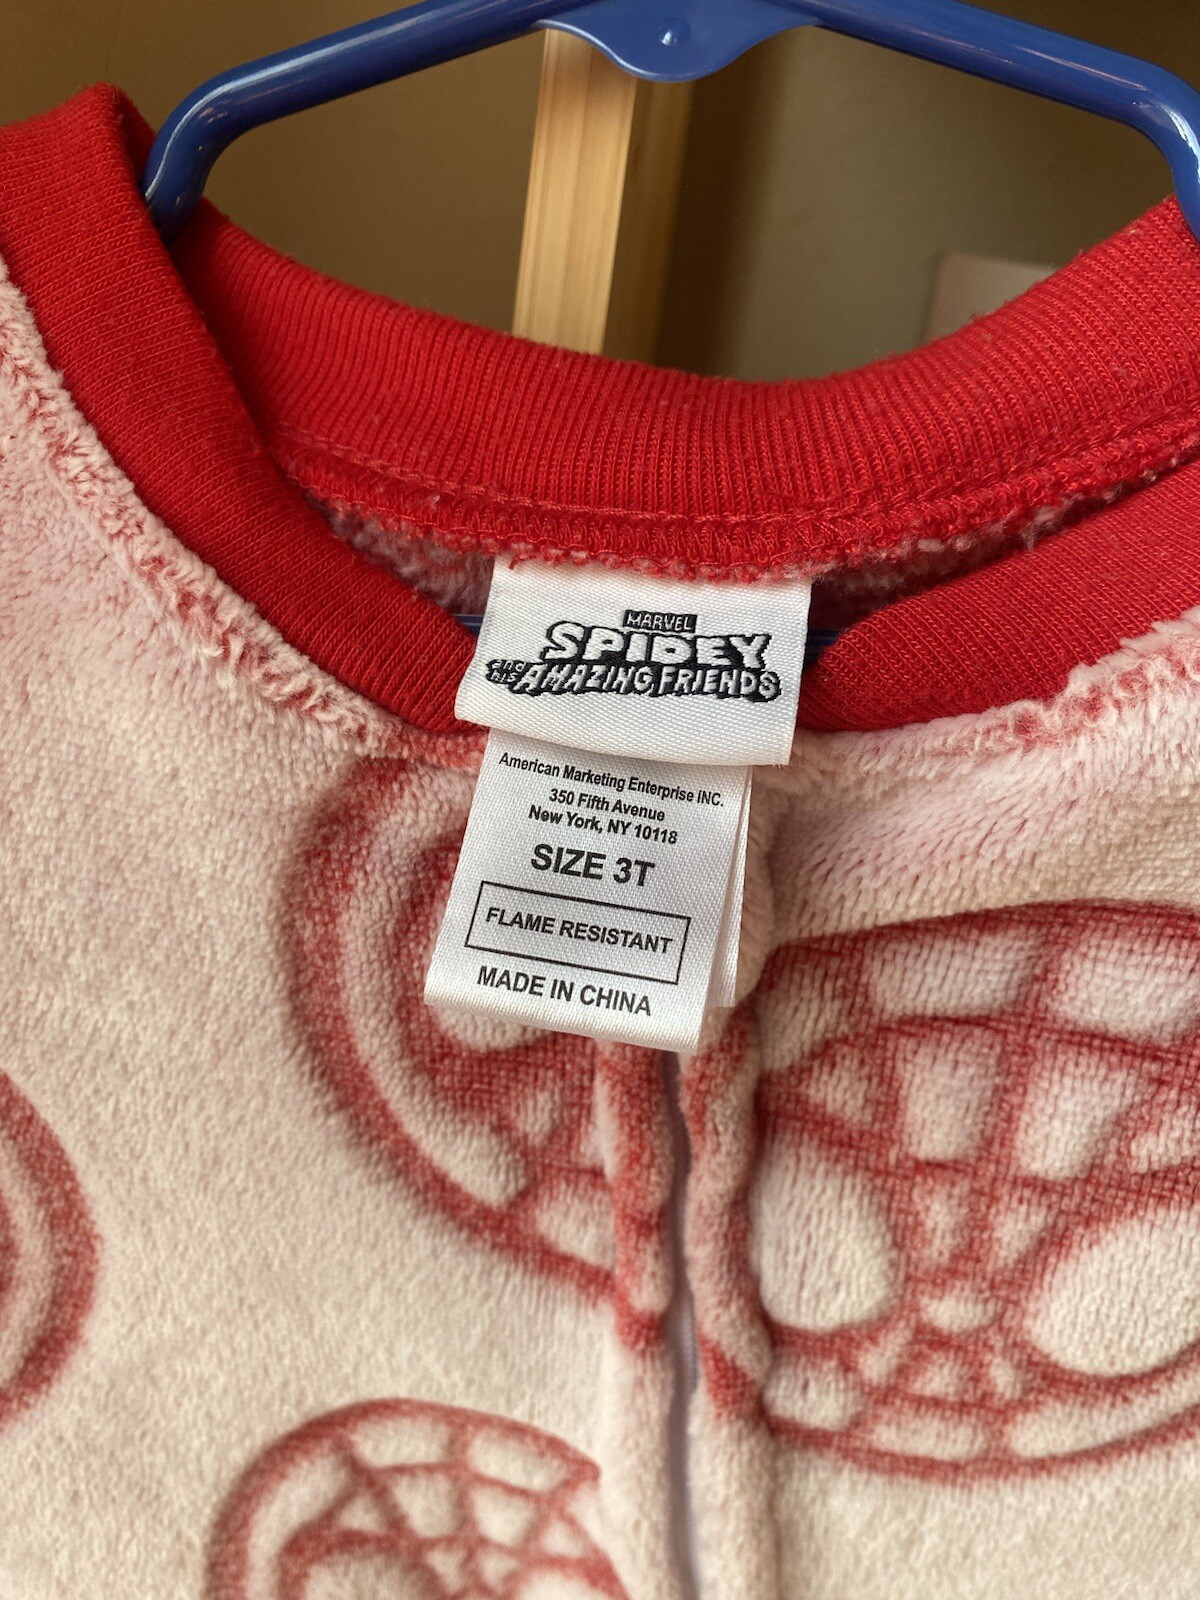 MARVEL
SPIDEY
and his AMAZING FRIENDS
American Marketing Enterprise INC.
350 Fifth Avenue
New York, NY 10118
SIZE 3T
FLAME RESISTANT
MADE IN CHINA